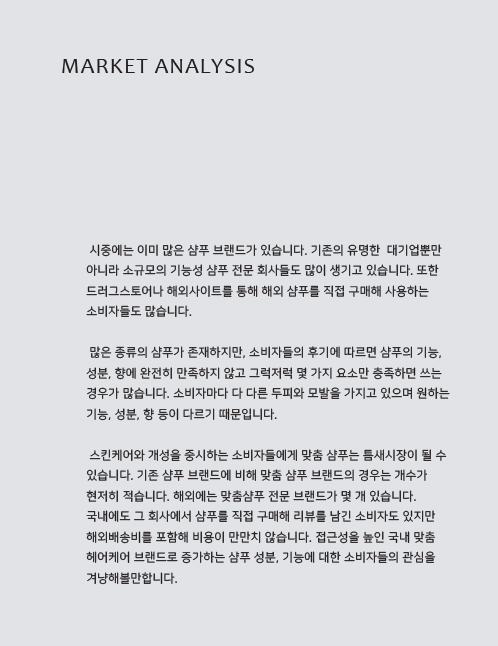 MARKET ANALYSIS
시중에는 이미 많은 샴푸 브랜드가 있습니다. 기존의 유명한 대기업뿐만
아니라 소규모의 기능성 샴푸 전문 회사들도 많이 생기고 있습니다. 또한
드러그스토어나 해외사이트를 통해 해외 샴푸를 직접 구매해 사용하는
소비자들도 많습니다.
많은 종류의 샴푸가 존재하지만, 소비자들의 후기에 따르면 샴푸의 기능,
성분, 향에 완전히 만족하지 않고 그럭저럭 몇 가지 요소만 충족하면 쓰는
경우가 많습니다. 소비자마다 다 다른 두피와 모발을 가지고 있으며 원하는
기능, 성분, 향 등이 다르기 때문입니다.
스킨케어와 개성을 중시하는 소비자들에게 맞춤 샴푸는 틈새시장이 될 수
있습니다. 기존 샴푸 브랜드에 비해 맞춤 샴푸 브랜드의 경우는 개수가
현저히 적습니다. 해외에는 맞춤샴푸 전문 브랜드가 몇 개 있습니다.
국내에도 그 회사에서 샴푸를 직접 구매해 리뷰를 남긴 소비자도 있지만
해외배송비를 포함해 비용이 만만치 않습니다. 접근성을 높인 국내 맞춤
헤어케어 브랜드로 증가하는 샴푸 성분, 기능에 대한 소비자들의 관심을
겨냥해볼만합니다.